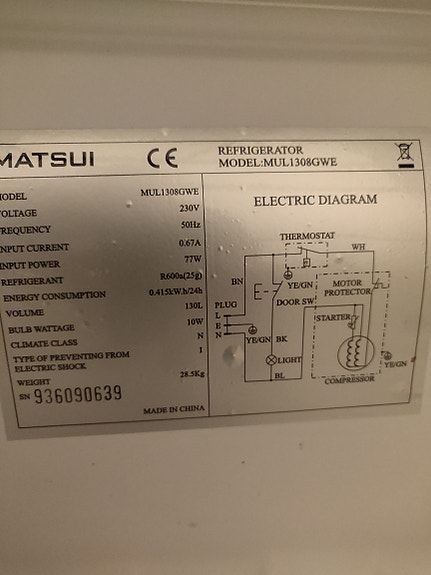 MATSUI CE
REFRIGERATOR
MODEL:MUL1308GWE
MODEL MUL1308GWE
VOLTAGE 230V
FREQUENCY 50Hz
INPUT CURRENT 0.67A
INPUT POWER 77W
REFRIGERANT R600a(25g)
ENERGY CONSUMPTION 0.415kW.h/24h
VOLUME 130L
BULB WATTAGE 10W
CLIMATE CLASS N
TYPE OF PREVENTING FROM
ELECTRIC SHOCK I
WEIGHT 28.5Kg
SN 936090639
MADE IN CHINA
ELECTRIC DIAGRAM
THERMOSTAT
WH
BN
YE/GN
MOTOR
PROTECTOR
DOOR SW
PLUG
L
E
N
STARTER
YE/GN
BK
LIGHT
BL
YE/GN
COMPRESSOR